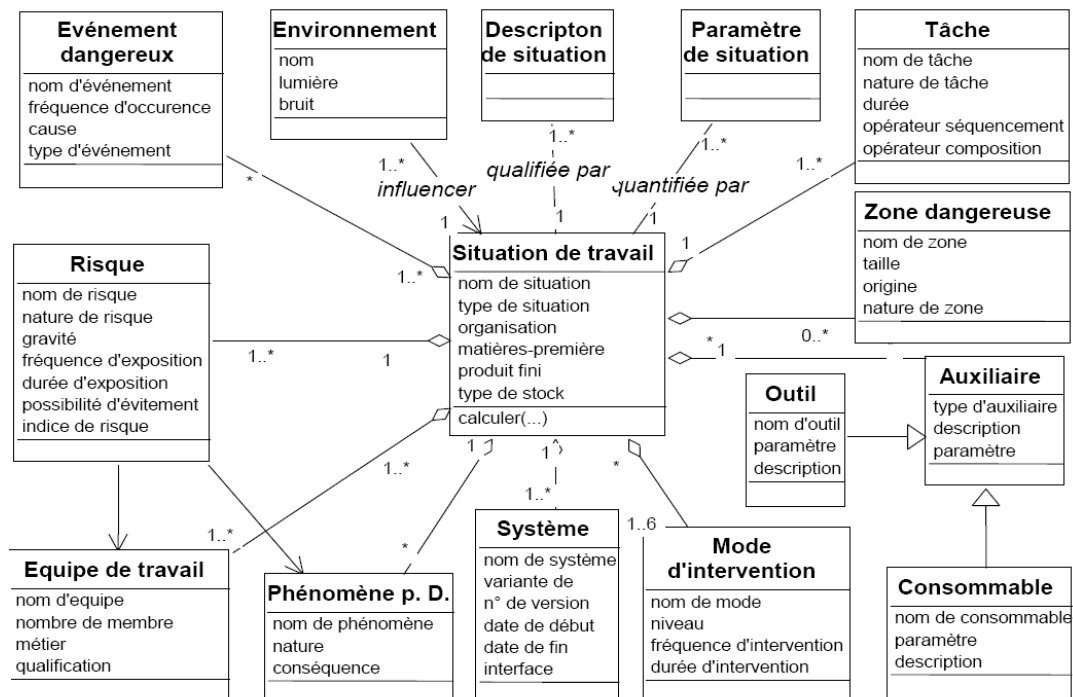 Evénement
dangereux
nom d'événement
fréquence d'occurence
cause
type d'événement
Environnement
nom
lumière
bruit
Descripton
de situation
Paramètre
de situation
Tâche
nom de tâche
nature de tâche
durée
opérateur séquencement
opérateur composition
1..*
influencer
1
1..*
qualifiée par
1
1..*
quantifiée par
1
1..*
1
*
1..*
Zone dangereuse
nom de zone
taille
origine
nature de zone
Risque
nom de risque
nature de risque
gravité
fréquence d'exposition
durée d'exposition
possibilité d'évitement
indice de risque
1..*
1
Situation de travail
nom de situation
type de situation
organisation
matières-première
produit fini
type de stock
calculer(...)
*
1
0..*
Auxiliaire
type d'auxiliaire
description
paramètre
Outil
nom d'outil
paramètre
description
1..*
1..*
1
*
1
1..*
*
1..6
Equipe de travail
nom d'equipe
nombre de membre
métier
qualification
Phénomène p. D.
nom de phénomène
nature
conséquence
Système
nom de système
variante de
n° de version
date de début
date de fin
interface
Mode
d'intervention
nom de mode
niveau
fréquence d'intervention
durée d'intervention
Consommable
nom de consommable
paramètre
description